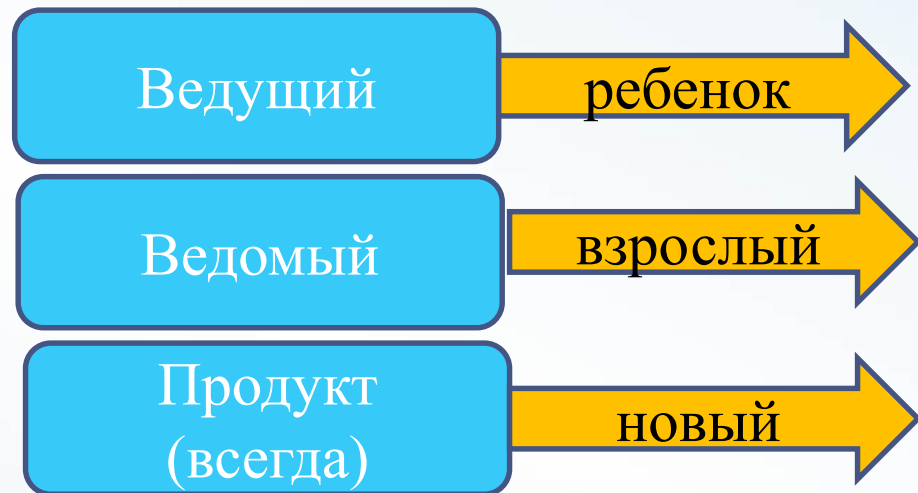 Ведущий
ребенок
Ведомый
взрослый
Продукт
(всегда)
новый